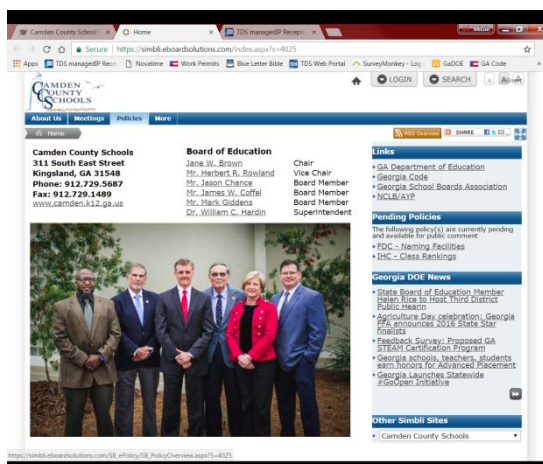 Camden County School
Home
TDS managedIP Recepti
Secure | https://simbli.eboardsolutions.com/index.aspx?s=4025
Apps TDS managedIP Rece Novatime Work Permits Blue Letter Bible TDS Web Portal SurveyMonkey - Log GaDOE GA Code
CAMDEN
COUNTY
SCHOOLS
LOGIN SEARCH
About Us Meetings Policies More
Home
RSS Overview SHARE
Camden County Schools
311 South East Street
Kingsland, GA 31548
Phone: 912.729.5687
Fax: 912.729.1489
www.camden.k12.ga.us
Board of Education
Jane W. Brown Chair
Mr. Herbert R. Rowland Vice Chair
Mr. Jason Chance Board Member
Mr. James W. Coffel Board Member
Mr. Mark Giddens Board Member
Dr. William C. Hardin Superintendent
Links
GA Department of Education
Georgia Code
Georgia School Boards Association
NCLB/AYP
Pending Policies
The following policy(s) are currently pending
and available for public comment
FDC - Naming Facilities
IHC - Class Rankings
Georgia DOE News
State Board of Education Member
Helen Rice to Host Third District
Public Hearin
Agriculture Day celebration: Georgia
FFA announces 2016 State Star
finalists
Feedback Survey: Proposed GA
STEAM Certification Program
Georgia schools, teachers, students
earn honors for Advanced Placement
Georgia Launches Statewide
#GoOpen Initiative
Other Simbli Sites
Camden County Schools
https://simbli.eboardsolutions.com/SB_ePolicy/SB_PolicyOverview.aspx?S=4025